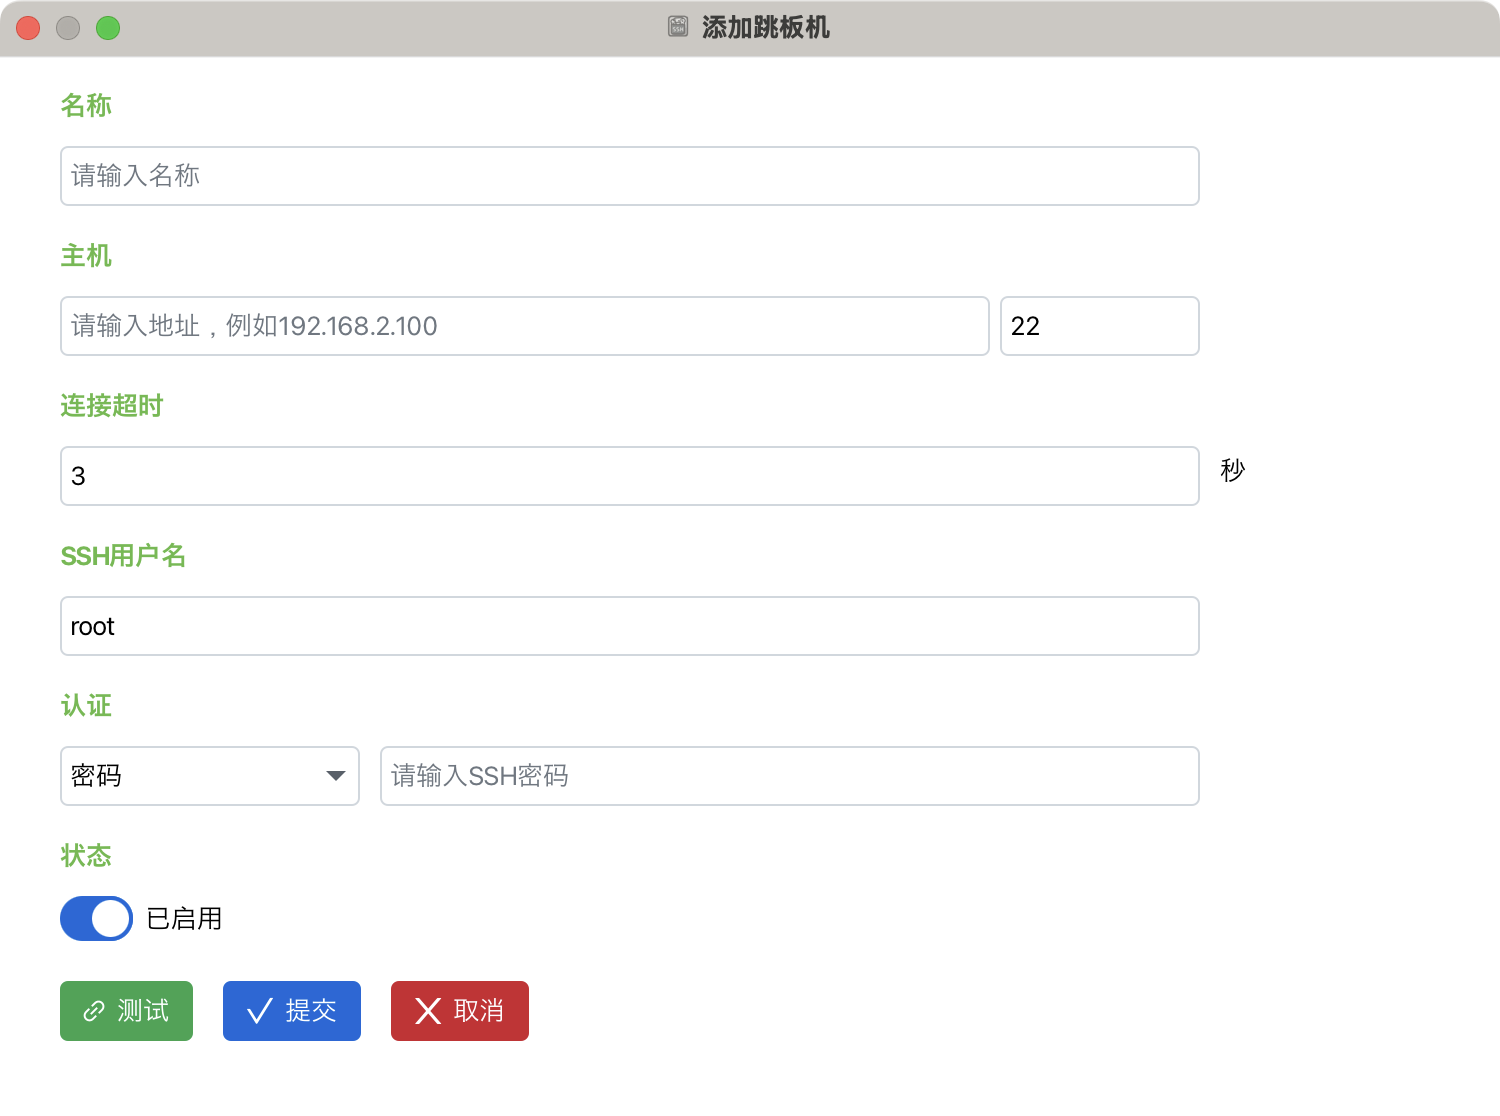 添加跳板机
名称
请输入名称
主机
请输入地址，例如192.168.2.100 22
连接超时
3 秒
SSH用户名
root
认证
密码 请输入SSH密码
状态
已启用
测试 提交 取消